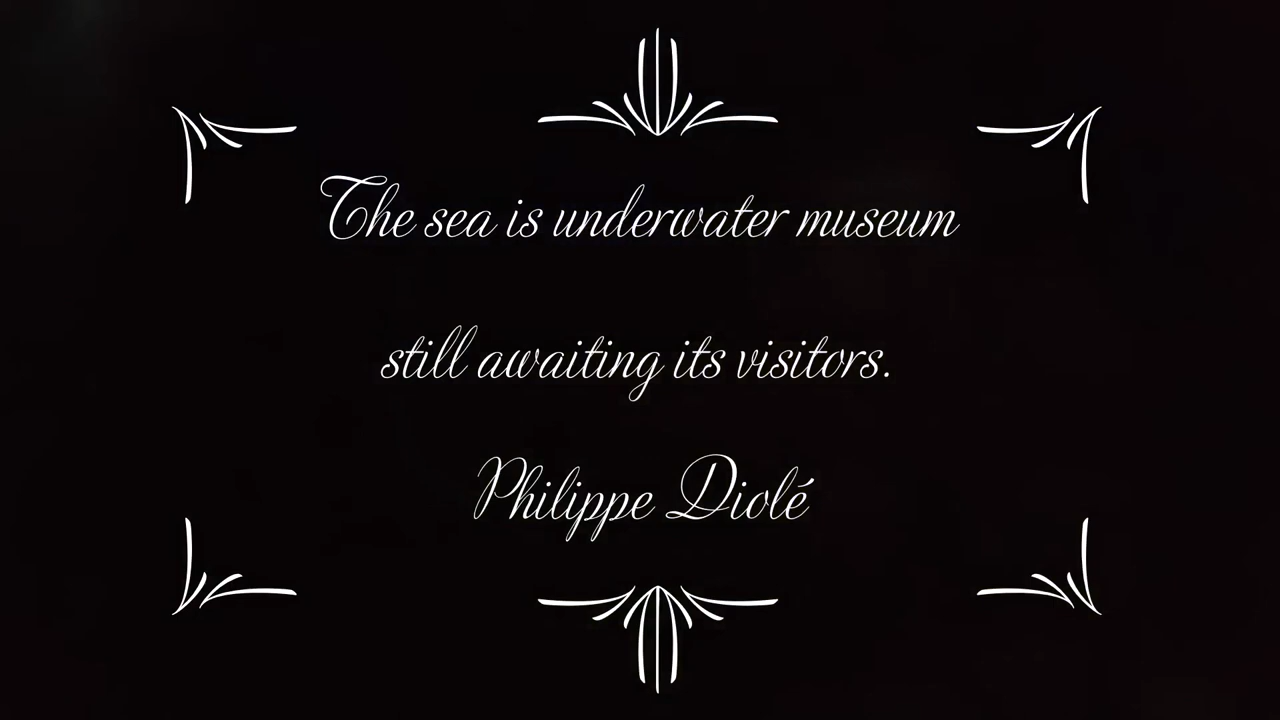 The sea is underwater museum
still awaiting its visitors.
Philippe Diolé